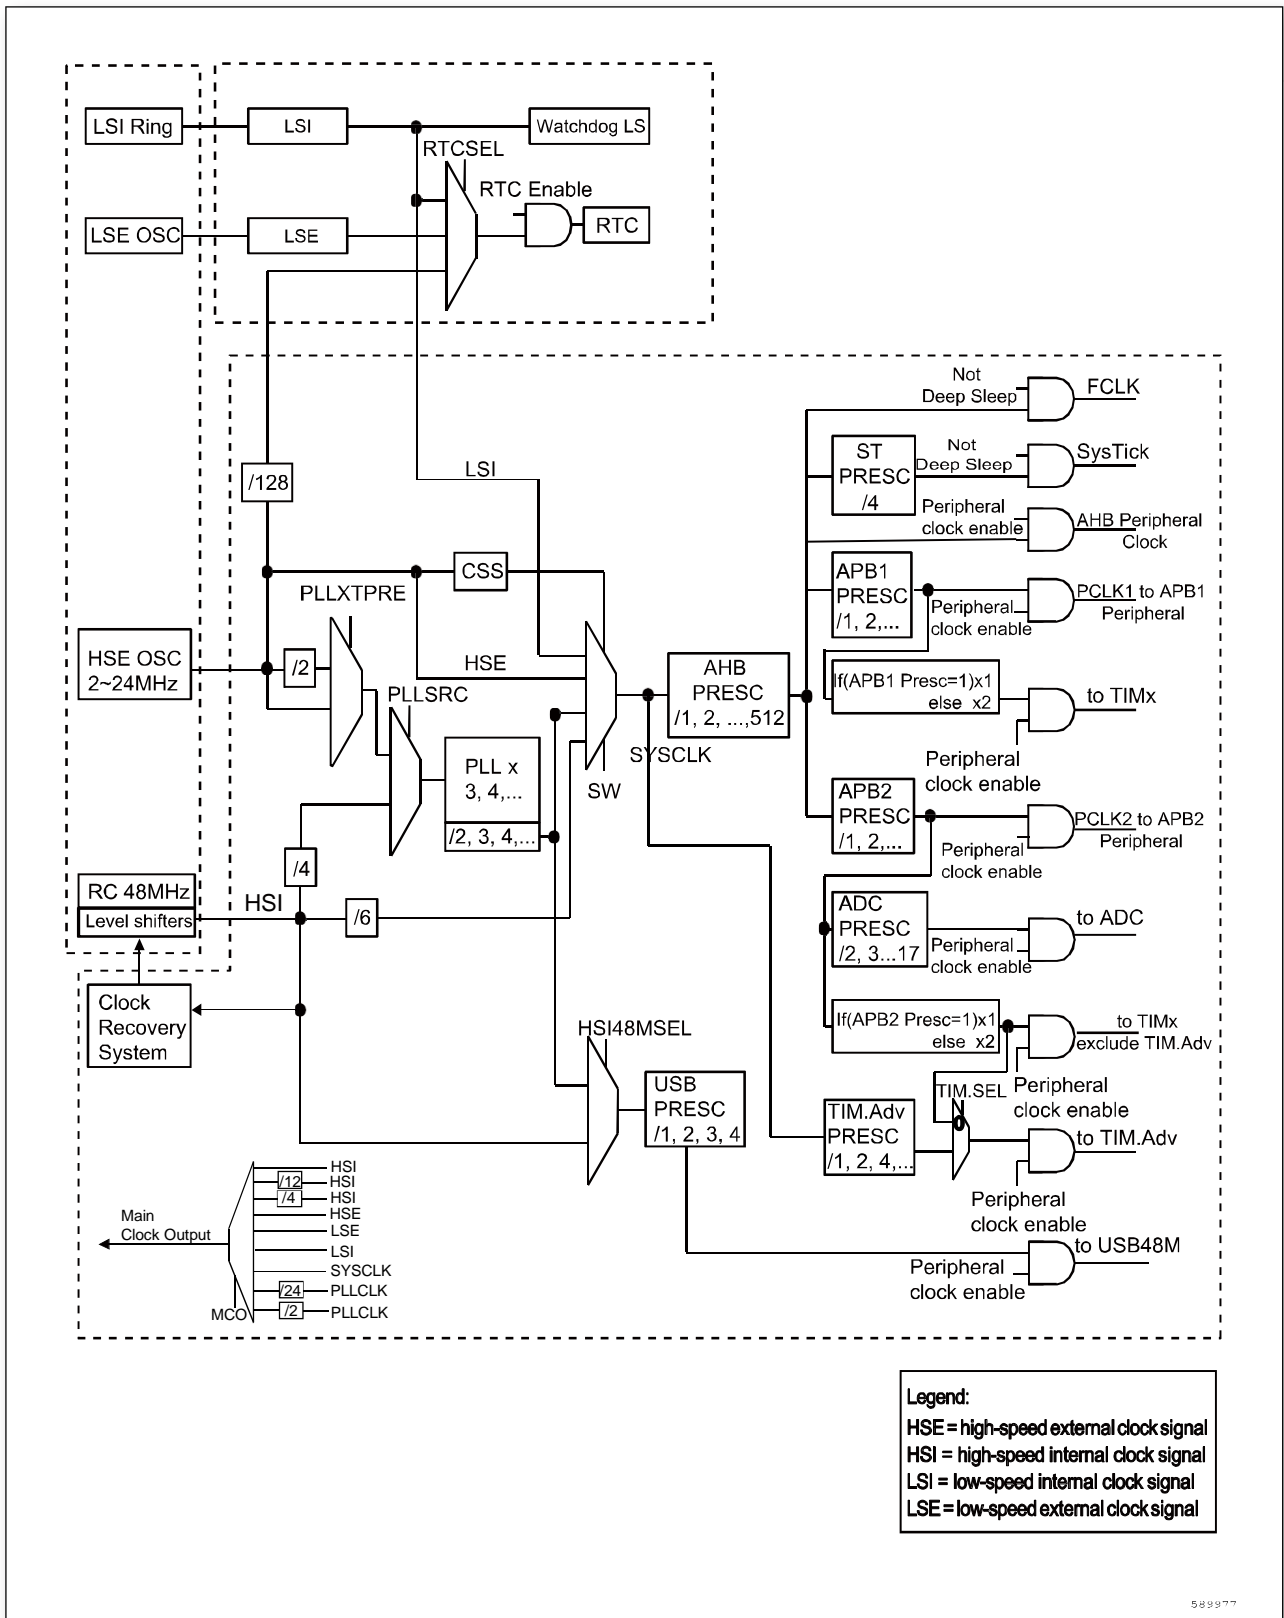 LSI Ring
LSI
Watchdog LS
RTCSEL
RTC Enable
LSE OSC
LSE
RTC
/128
LSI
CSS
PLLXTPRE
HSE OSC
2~24MHz
/2
HSE
PLLSRC
PLL x
3, 4,...
/2, 3, 4,...
SW
SYSCLK
AHB
PRESC
/1, 2, ...,512
/4
RC 48MHz
Level shifters
HSI
/6
Clock
Recovery
System
HSI48MSEL
USB
PRESC
/1, 2, 3, 4
Not
Deep Sleep
FCLK
ST
PRESC
/4
Not
Deep Sleep
SysTick
Peripheral
clock enable
AHB Peripheral
Clock
APB1
PRESC
/1, 2,...
Peripheral
clock enable
PCLK1 to APB1
Peripheral
If(APB1 Presc=1)x1
else x2
to TIMx
Peripheral
clock enable
APB2
PRESC
/1, 2,...
Peripheral
clock enable
PCLK2 to APB2
Peripheral
ADC
PRESC
/2, 3...17
Peripheral
clock enable
to ADC
If(APB2 Presc=1)x1
else x2
to TIMx
exclude TIM.Adv
Peripheral
clock enable
TIM.SEL
0
TIM.Adv
PRESC
/1, 2, 4,...
to TIM.Adv
Peripheral
clock enable
to USB48M
Peripheral
clock enable
Main
Clock Output
MCO
HSI
/12 HSI
/4 HSI
HSE
LSE
LSI
SYSCLK
/24 PLLCLK
/2 PLLCLK
Legend:
HSE = high-speed external clock signal
HSI = high-speed internal clock signal
LSI = low-speed internal clock signal
LSE = low-speed external clock signal
589977